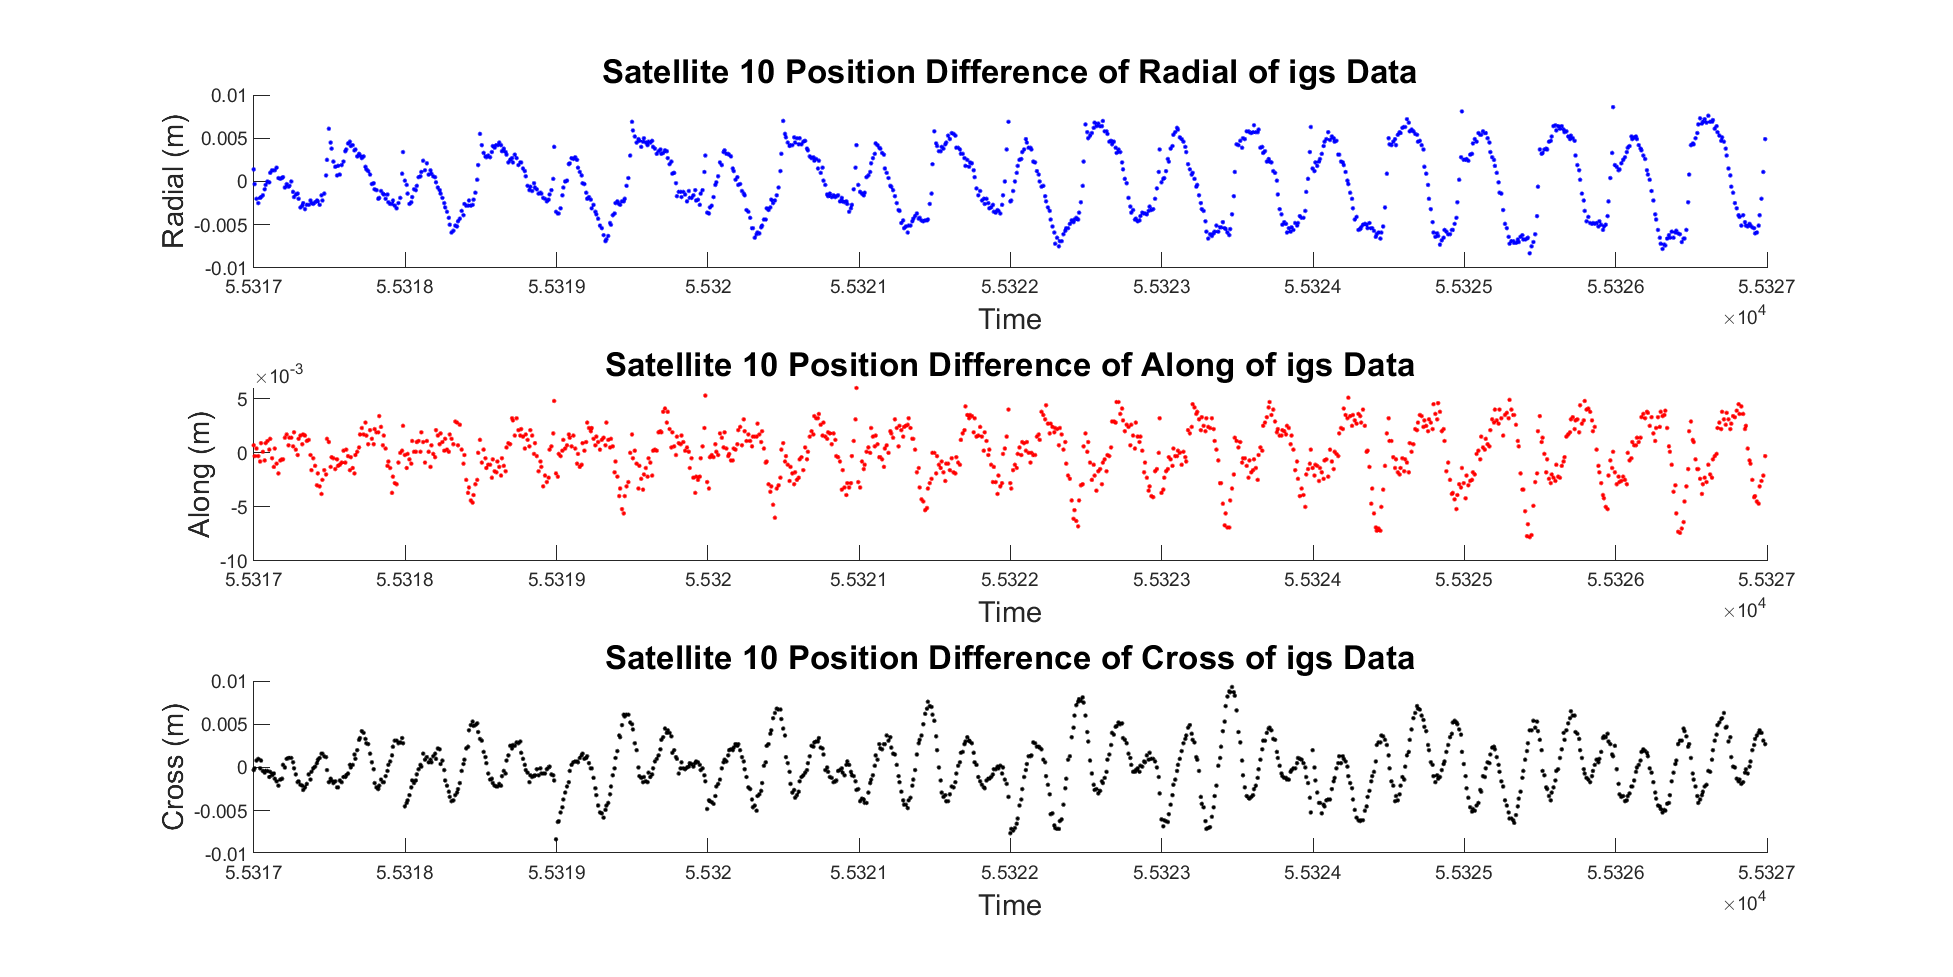 Satellite 10 Position Difference of Radial of igs Data
0.01
0.005
0
-0.005
-0.01
Radial (m)
5.5317 5.5318 5.5319 5.532 5.5321 5.5322 5.5323 5.5324 5.5325 5.5326 5.5327
×10^4
Time
Satellite 10 Position Difference of Along of igs Data
×10^-3
5
0
-5
-10
Along (m)
5.5317 5.5318 5.5319 5.532 5.5321 5.5322 5.5323 5.5324 5.5325 5.5326 5.5327
×10^4
Time
Satellite 10 Position Difference of Cross of igs Data
0.01
0.005
0
-0.005
-0.01
Cross (m)
5.5317 5.5318 5.5319 5.532 5.5321 5.5322 5.5323 5.5324 5.5325 5.5326 5.5327
×10^4
Time